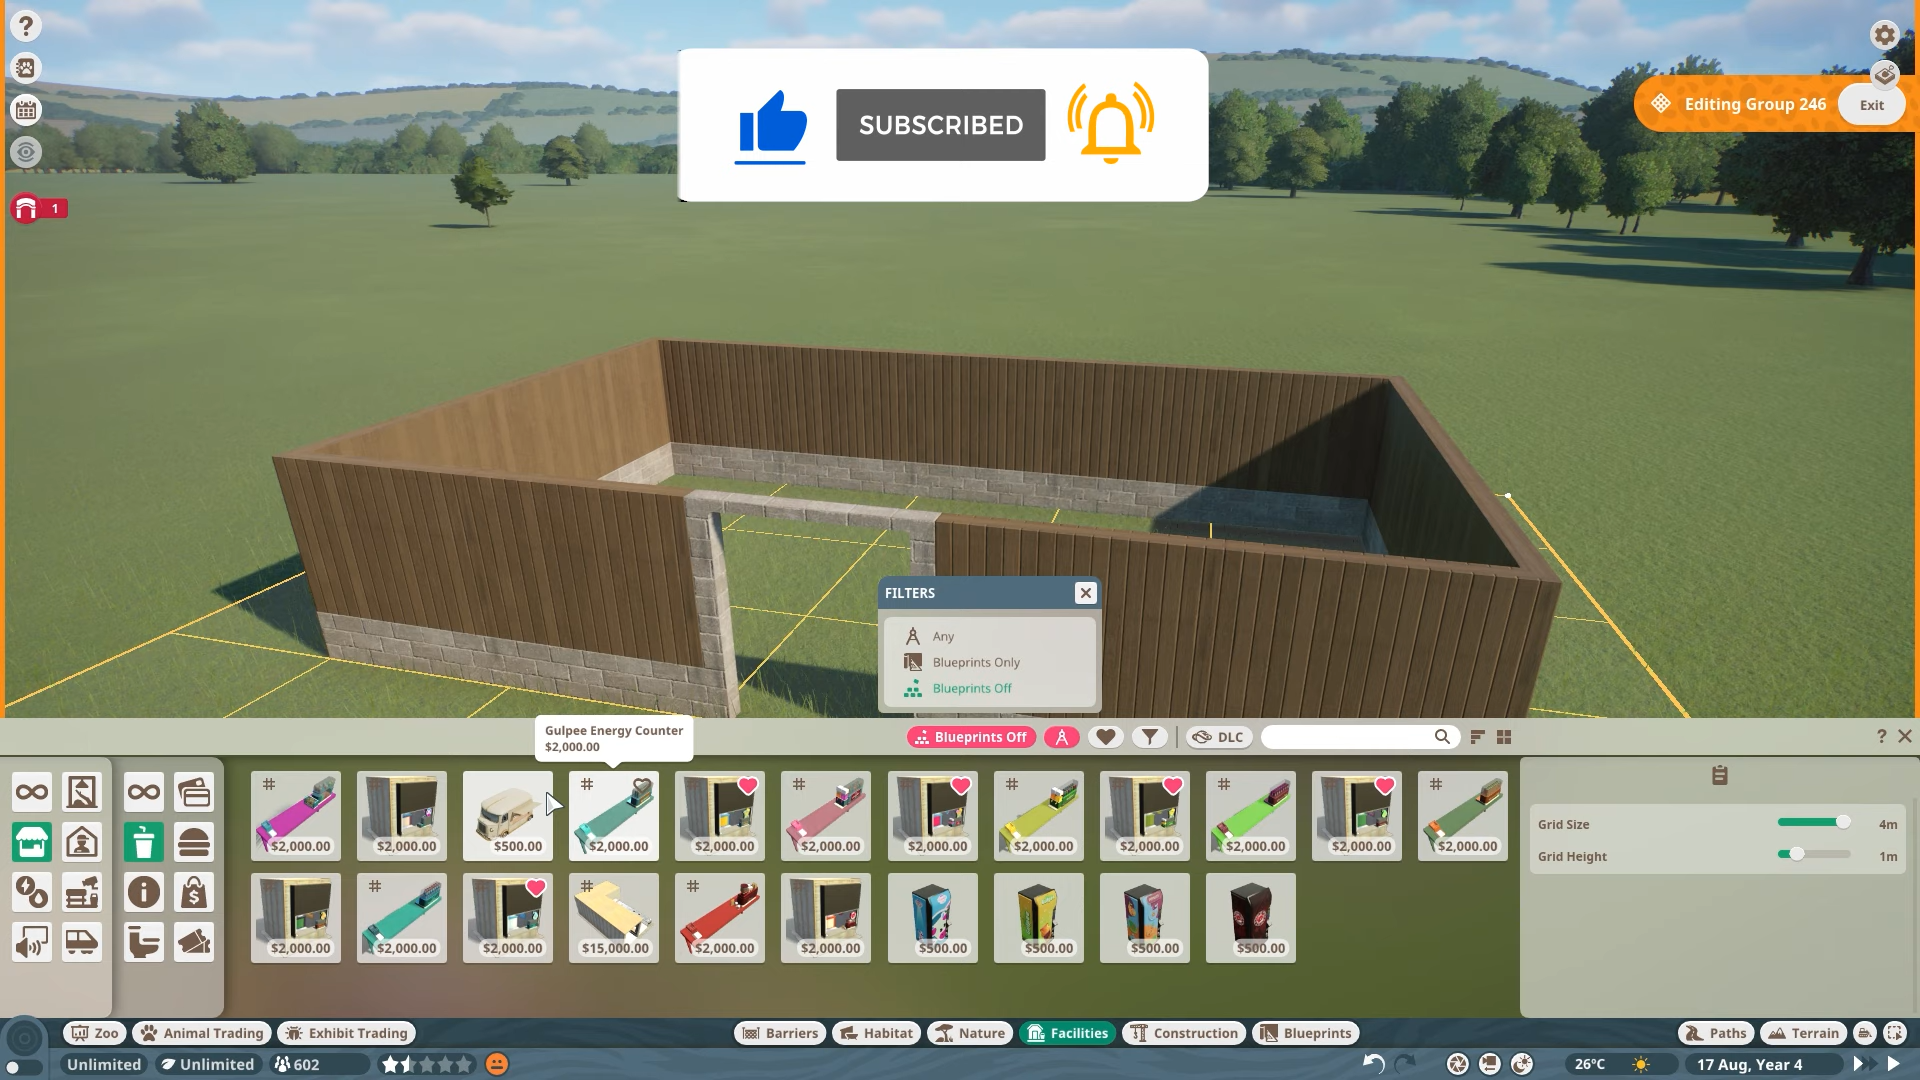 ?
SUBSCRIBED
Editing Group 246
Exit
1
FILTERS
Any
Blueprints Only
Blueprints Off
Gulpee Energy Counter
$2,000.00
Blueprints Off
DLC
?
$2,000.00 $2,000.00 $500.00 $2,000.00 $2,000.00 $2,000.00 $2,000.00 $2,000.00 $2,000.00 $2,000.00 $2,000.00 $2,000.00
$2,000.00 $2,000.00 $2,000.00 $15,000.00 $2,000.00 $2,000.00 $500.00 $500.00 $500.00 $500.00
Grid Size 4m
Grid Height 1m
Zoo Animal Trading Exhibit Trading Barriers Habitat Nature Facilities Construction Blueprints Paths Terrain
Unlimited Unlimited 602 26°C 17 Aug, Year 4